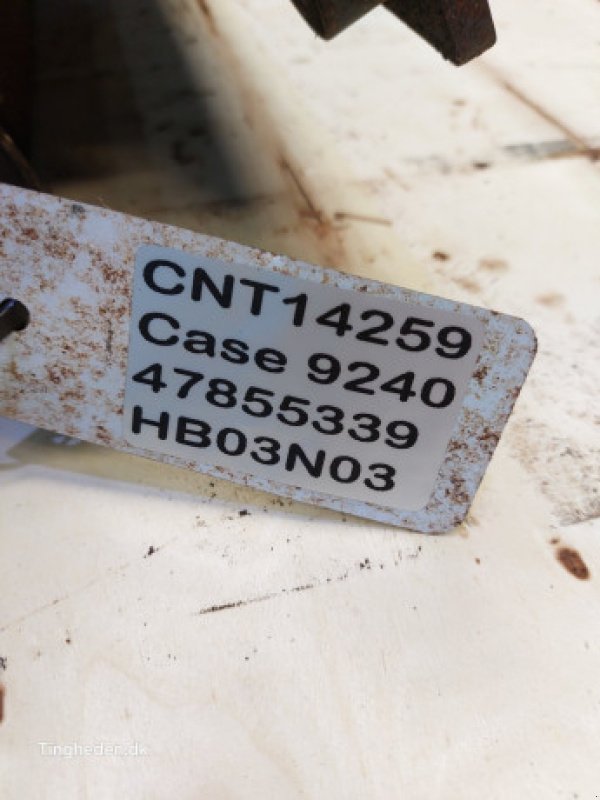 CNT14259
Case 9240
47855339
HB03N03
Tingheder.dk